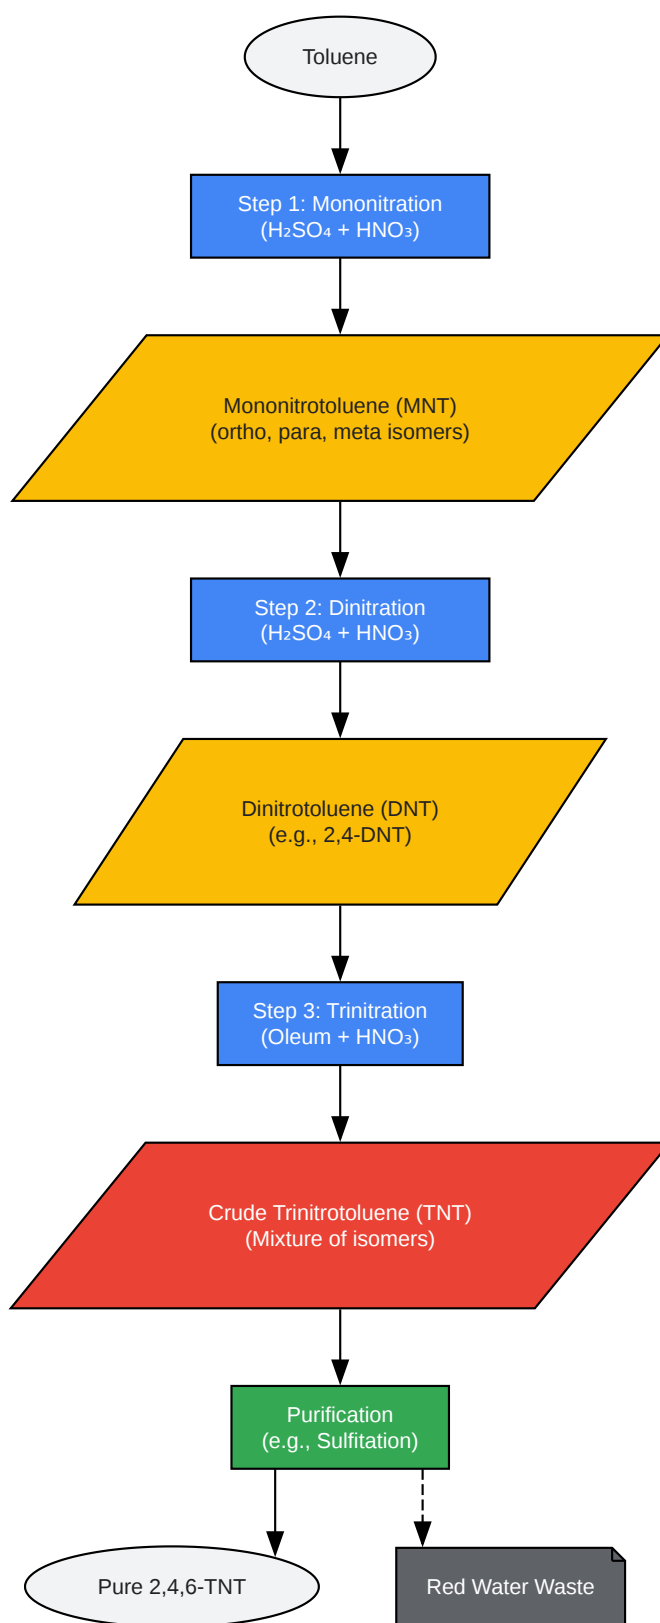 Toluene
Step 1: Mononitration
(H₂SO₄ + HNO₃)
Mononitrotoluene (MNT)
(ortho, para, meta isomers)
Step 2: Dinitration
(H₂SO₄ + HNO₃)
Dinitrotoluene (DNT)
(e.g., 2,4-DNT)
Step 3: Trinitration
(Oleum + HNO₃)
Crude Trinitrotoluene (TNT)
(Mixture of isomers)
Purification
(e.g., Sulfitation)
Pure 2,4,6-TNT
Red Water Waste